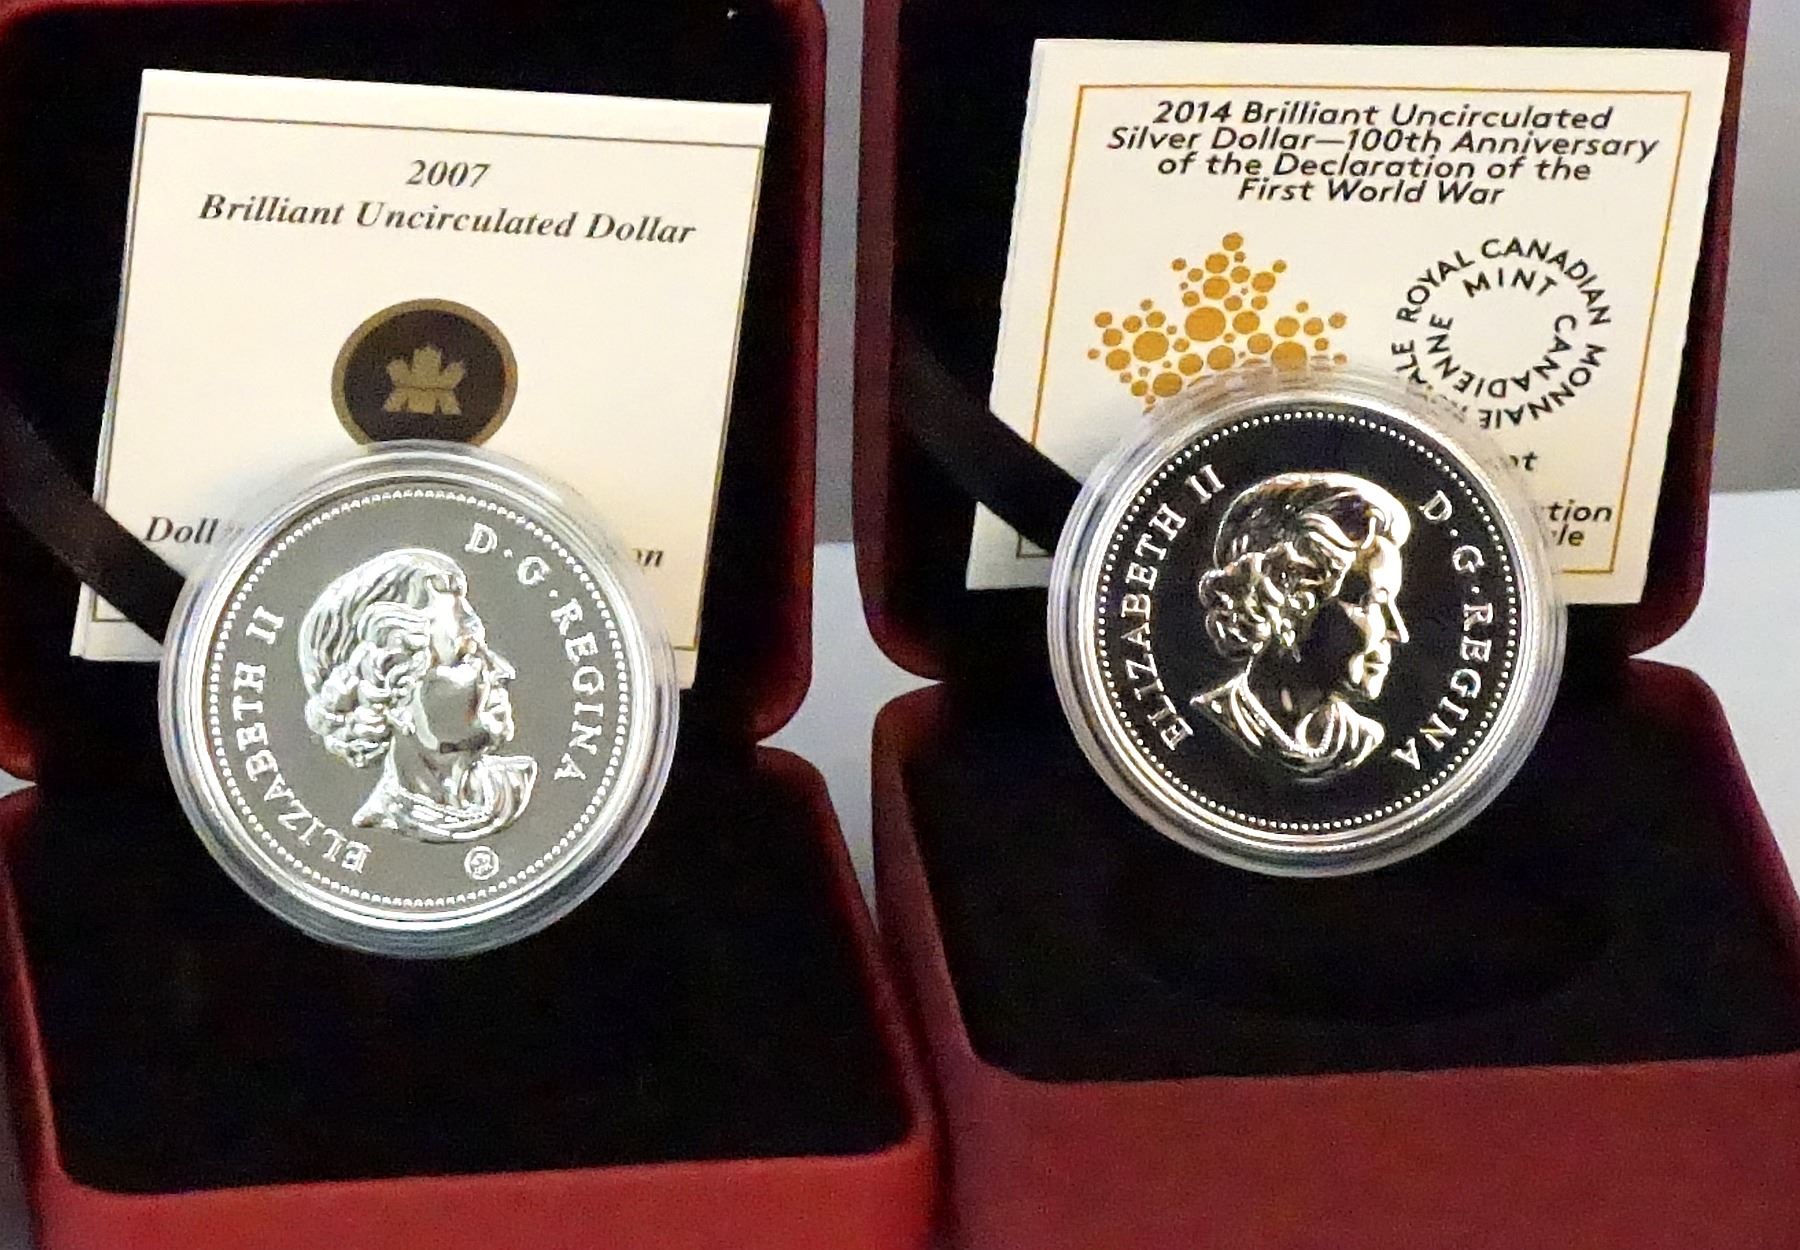 2007
Brilliant Uncirculated Dollar
ELIZABETH II D·G·REGINA
2014 Brilliant Uncirculated
Silver Dollar—100th Anniversary
of the Declaration of the
First World War
ROYAL CANADIAN
MINT
MONNAIE
CANADIENNE
ELIZABETH II D·G·REGINA